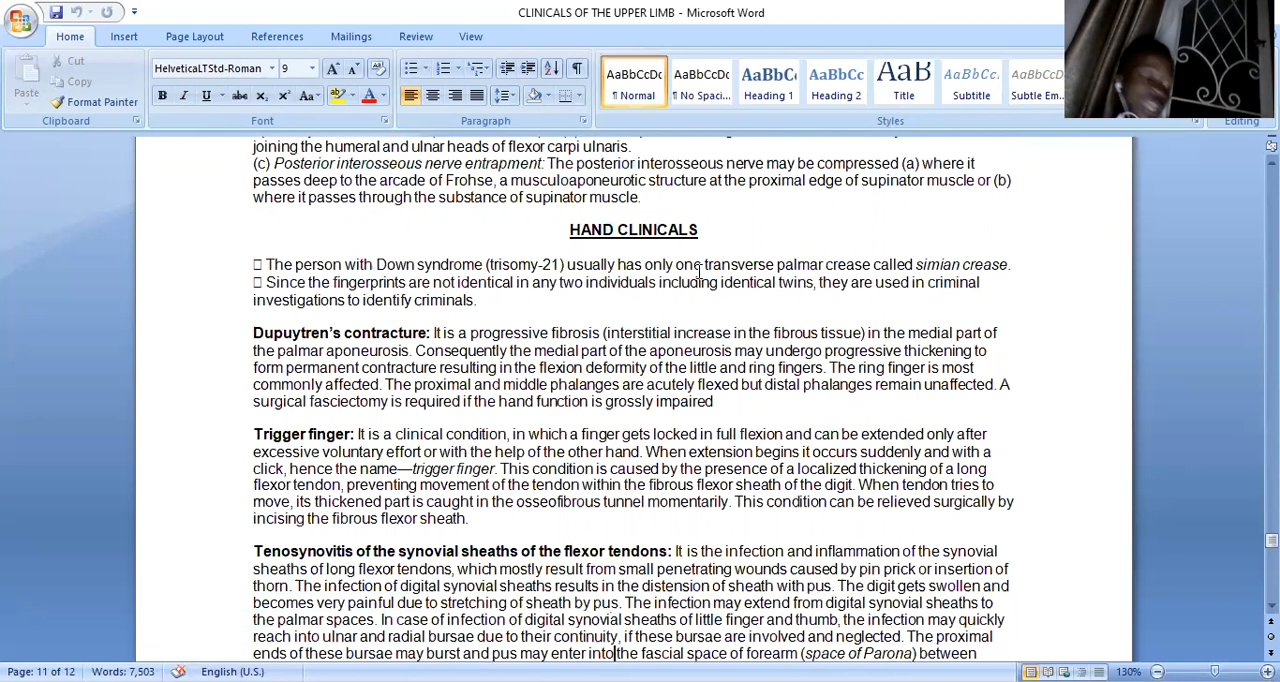 CLINICALS OF THE UPPER LIMB - Microsoft Word
Home Insert Page Layout References Mailings Review View
Paste
Cut
Copy
Format Painter
Clipboard
HelveticaLTStd-Roman 9
Font
Paragraph
AaBbCcDc AaBbCcDc AaBbC AaBbCc AaB AaBbCc. AaBbCcDc
¶ Normal ¶ No Spaci... Heading 1 Heading 2 Title Subtitle Subtle Em...
Styles
Editing
joining the humeral and ulnar heads of flexor carpi ulnaris.
(c) Posterior interosseous nerve entrapment: The posterior interosseous nerve may be compressed (a) where it
passes deep to the arcade of Frohse, a musculoaponeurotic structure at the proximal edge of supinator muscle or (b)
where it passes through the substance of supinator muscle.
HAND CLINICALS
The person with Down syndrome (trisomy-21) usually has only one transverse palmar crease called simian crease.
Since the fingerprints are not identical in any two individuals including identical twins, they are used in criminal
investigations to identify criminals.
Dupuytren's contracture: It is a progressive fibrosis (interstitial increase in the fibrous tissue) in the medial part of
the palmar aponeurosis. Consequently the medial part of the aponeurosis may undergo progressive thickening to
form permanent contracture resulting in the flexion deformity of the little and ring fingers. The ring finger is most
commonly affected. The proximal and middle phalanges are acutely flexed but distal phalanges remain unaffected. A
surgical fasciectomy is required if the hand function is grossly impaired
Trigger finger: It is a clinical condition, in which a finger gets locked in full flexion and can be extended only after
excessive voluntary effort or with the help of the other hand. When extension begins it occurs suddenly and with a
click, hence the name—trigger finger. This condition is caused by the presence of a localized thickening of a long
flexor tendon, preventing movement of the tendon within the fibrous flexor sheath of the digit. When tendon tries to
move, its thickened part is caught in the osseofibrous tunnel momentarily. This condition can be relieved surgically by
incising the fibrous flexor sheath.
Tenosynovitis of the synovial sheaths of the flexor tendons: It is the infection and inflammation of the synovial
sheaths of long flexor tendons, which mostly result from small penetrating wounds caused by pin prick or insertion of
thorn. The infection of digital synovial sheaths results in the distension of sheath with pus. The digit gets swollen and
becomes very painful due to stretching of sheath by pus. The infection may extend from digital synovial sheaths to
the palmar spaces. In case of infection of digital synovial sheaths of little finger and thumb, the infection may quickly
reach into ulnar and radial bursae due to their continuity, if these bursae are involved and neglected. The proximal
ends of these bursae may burst and pus may enter into the fascial space of forearm (space of Parona) between
Page: 11 of 12 Words: 7,503 English (U.S.) 130%